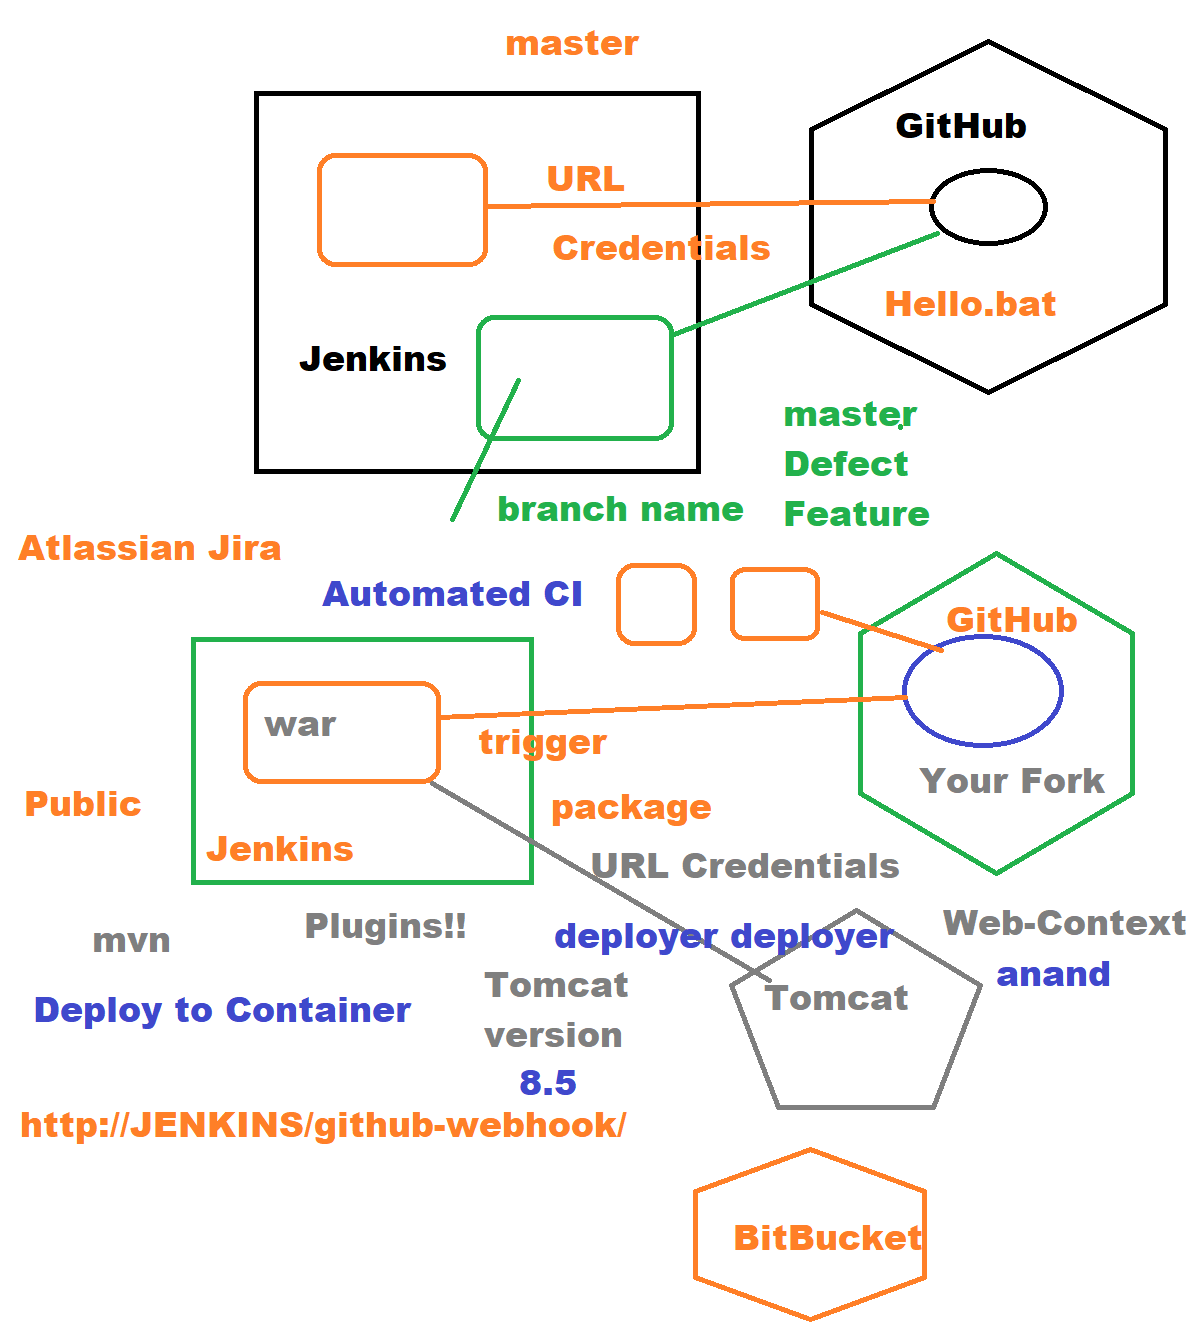 master
GitHub
URL
Credentials
Hello.bat
Jenkins
master
Defect
Feature
branch name
Atlassian Jira
Automated CI
GitHub
war
trigger
Your Fork
Public
package
Jenkins
URL Credentials
Plugins!!
Web-Context
mvn
deployer deployer
anand
Tomcat
version
8.5
Tomcat
Deploy to Container
http://JENKINS/github-webhook/
BitBucket